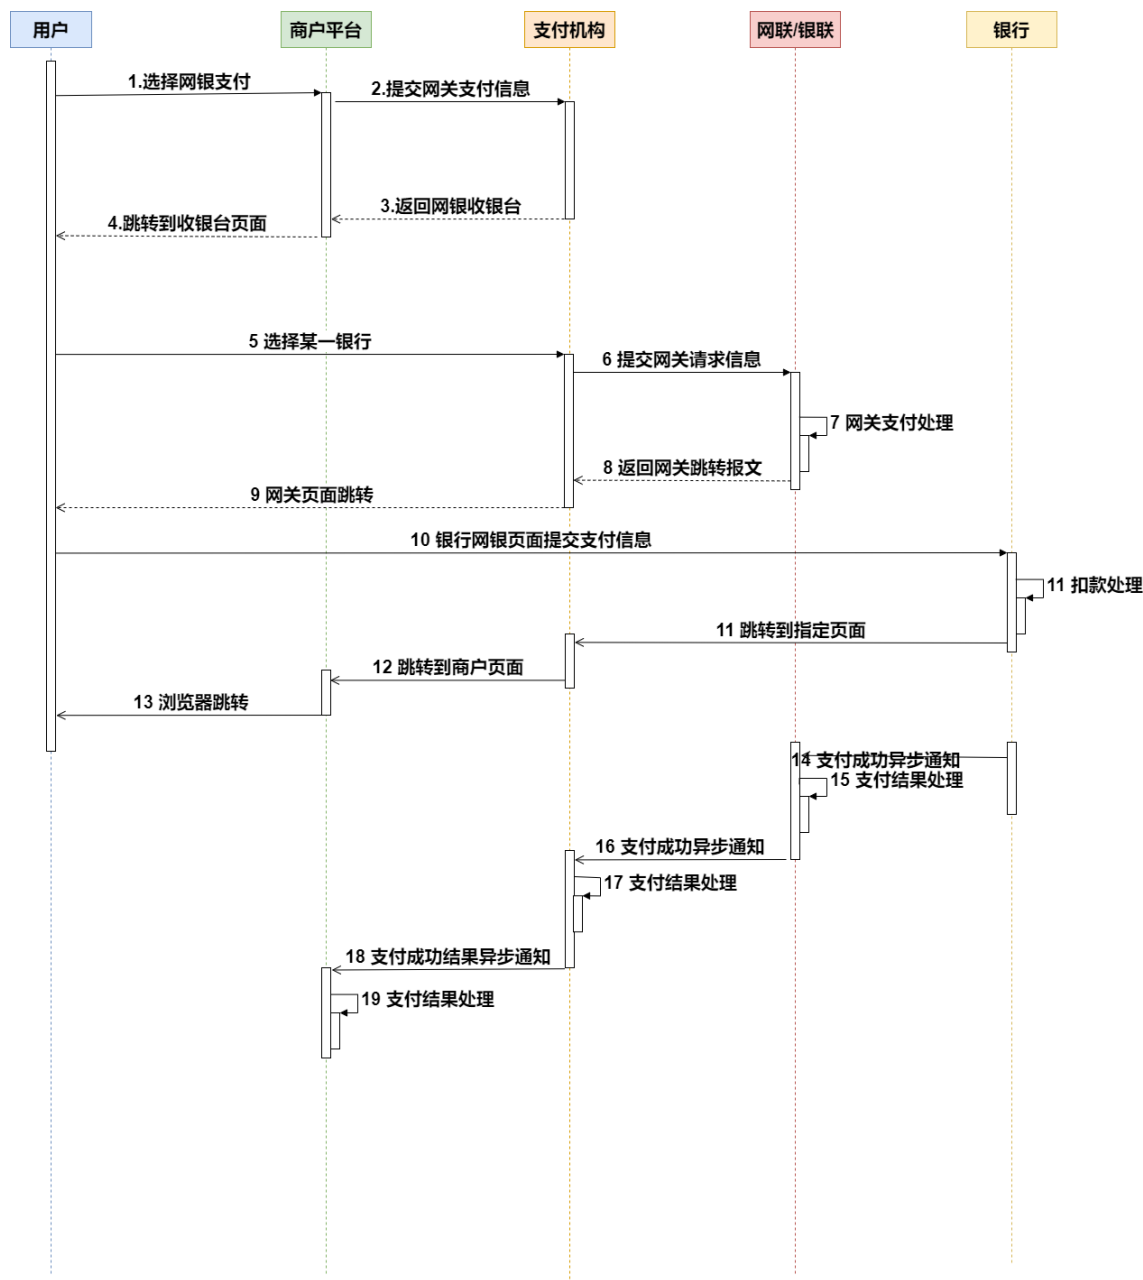 用户
商户平台
支付机构
网联/银联
银行
1.选择网银支付
2.提交网关支付信息
3.返回网银收银台
4.跳转到收银台页面
5 选择某一银行
6 提交网关请求信息
7 网关支付处理
8 返回网关跳转报文
9 网关页面跳转
10 银行网银页面提交支付信息
11 扣款处理
11 跳转到指定页面
12 跳转到商户页面
13 浏览器跳转
14 支付成功异步通知
15 支付结果处理
16 支付成功异步通知
17 支付结果处理
18 支付成功结果异步通知
19 支付结果处理